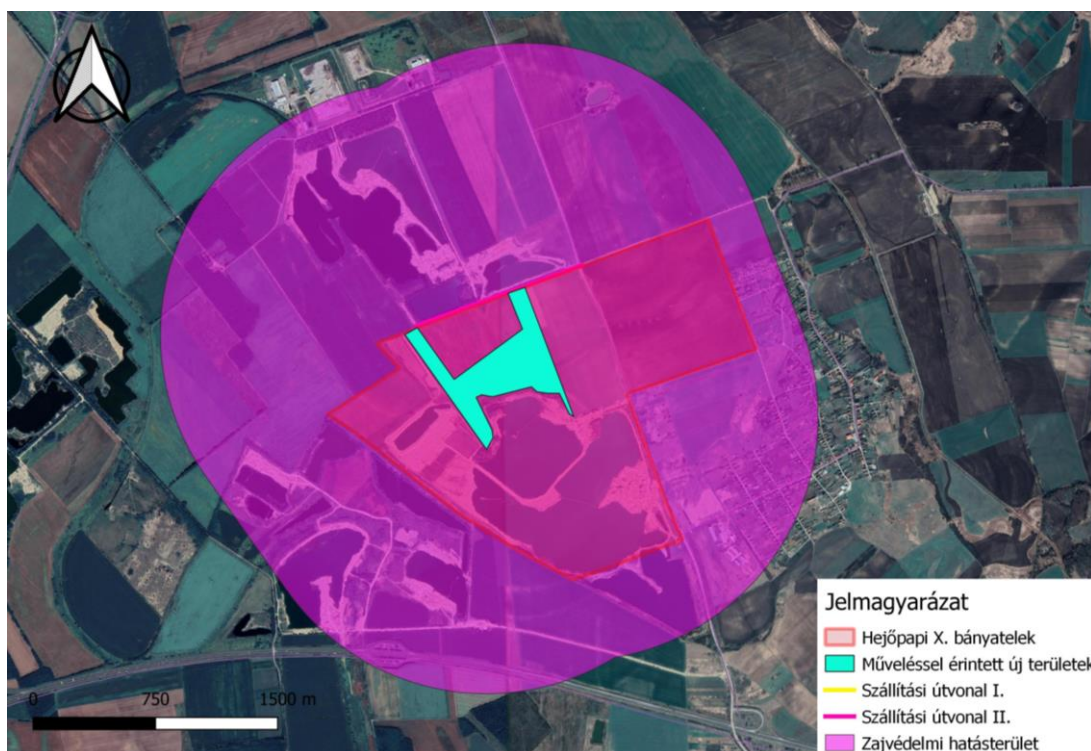 Jelmagyarázat
Hejőpapi X. bányatelek
Műveléssel érintett új területek
Szállítási útvonal I.
Szállítási útvonal II.
Zajvédelmi hatásterület
0 750 1500 m